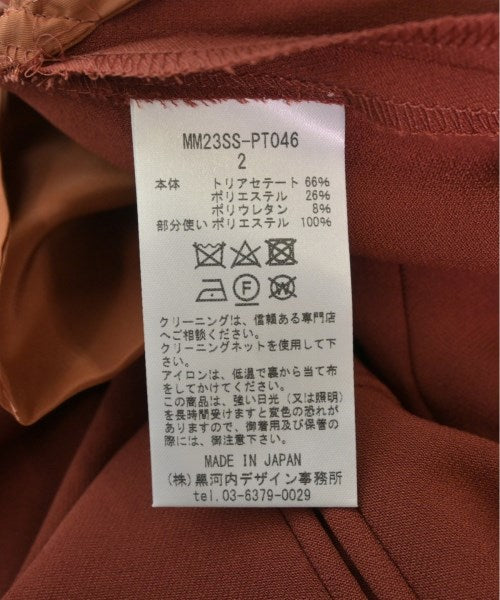 MM23SS-PT046
2
本体 トリアセテート 66%
ポリエステル 26%
ポリウレタン 8%
部分使い ポリエステル 100%
F W
クリーニングは、信頼ある専門店
へご相談ください。
クリーニングネットを使用して下
さい。
アイロンは、低温で裏から当て布
をしてかけてください。
この商品は、強い日光（又は照明）
を長時間受けますと変色の恐れが
ありますので、御着用及び保管の
際には、御注意下さい。
MADE IN JAPAN
(株)黒河内デザイン事務所
tel.03-6379-0029